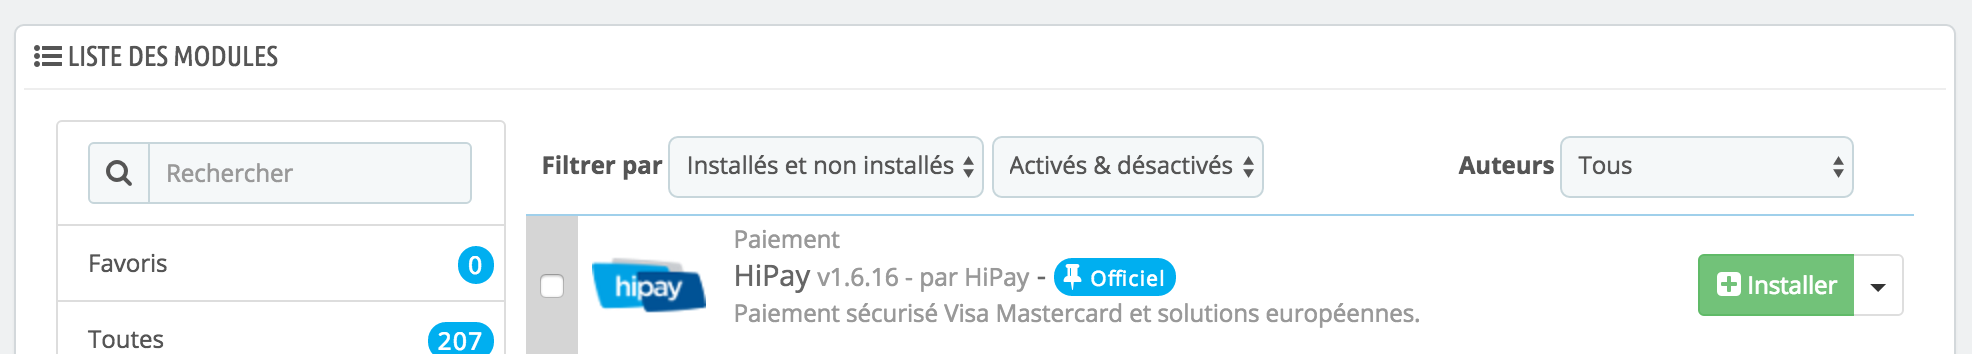 LISTE DES MODULES
Rechercher
Filtrer par Installés et non installés Activés & désactivés Auteurs Tous
Favoris 0
Toutes 207
hipay
Paiement
HiPay v1.6.16 - par HiPay - Officiel
Paiement sécurisé Visa Mastercard et solutions européennes.
Installer